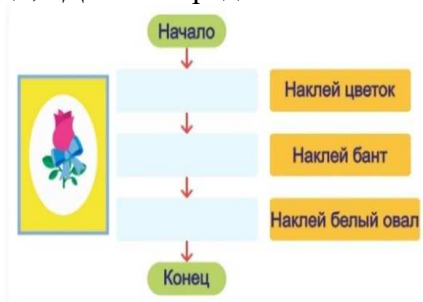 Начало
Наклей цветок
Наклей бант
Наклей белый овал
Конец